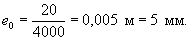 e₀ = 20/4000 = 0,005 м = 5 мм.